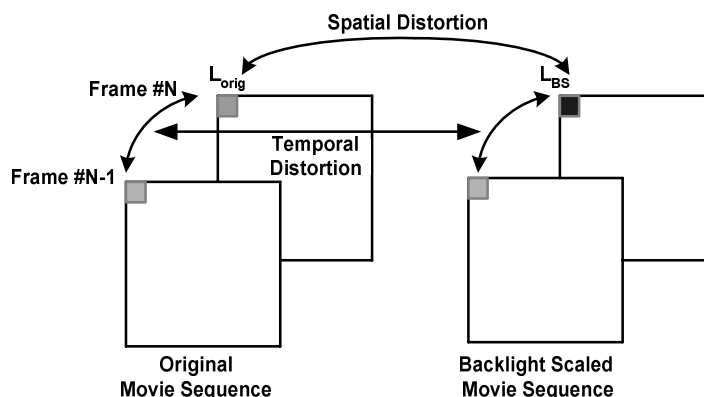 Spatial Distortion
L_orig
L_BS
Frame #N
Temporal
Distortion
Frame #N-1
Original
Movie Sequence
Backlight Scaled
Movie Sequence